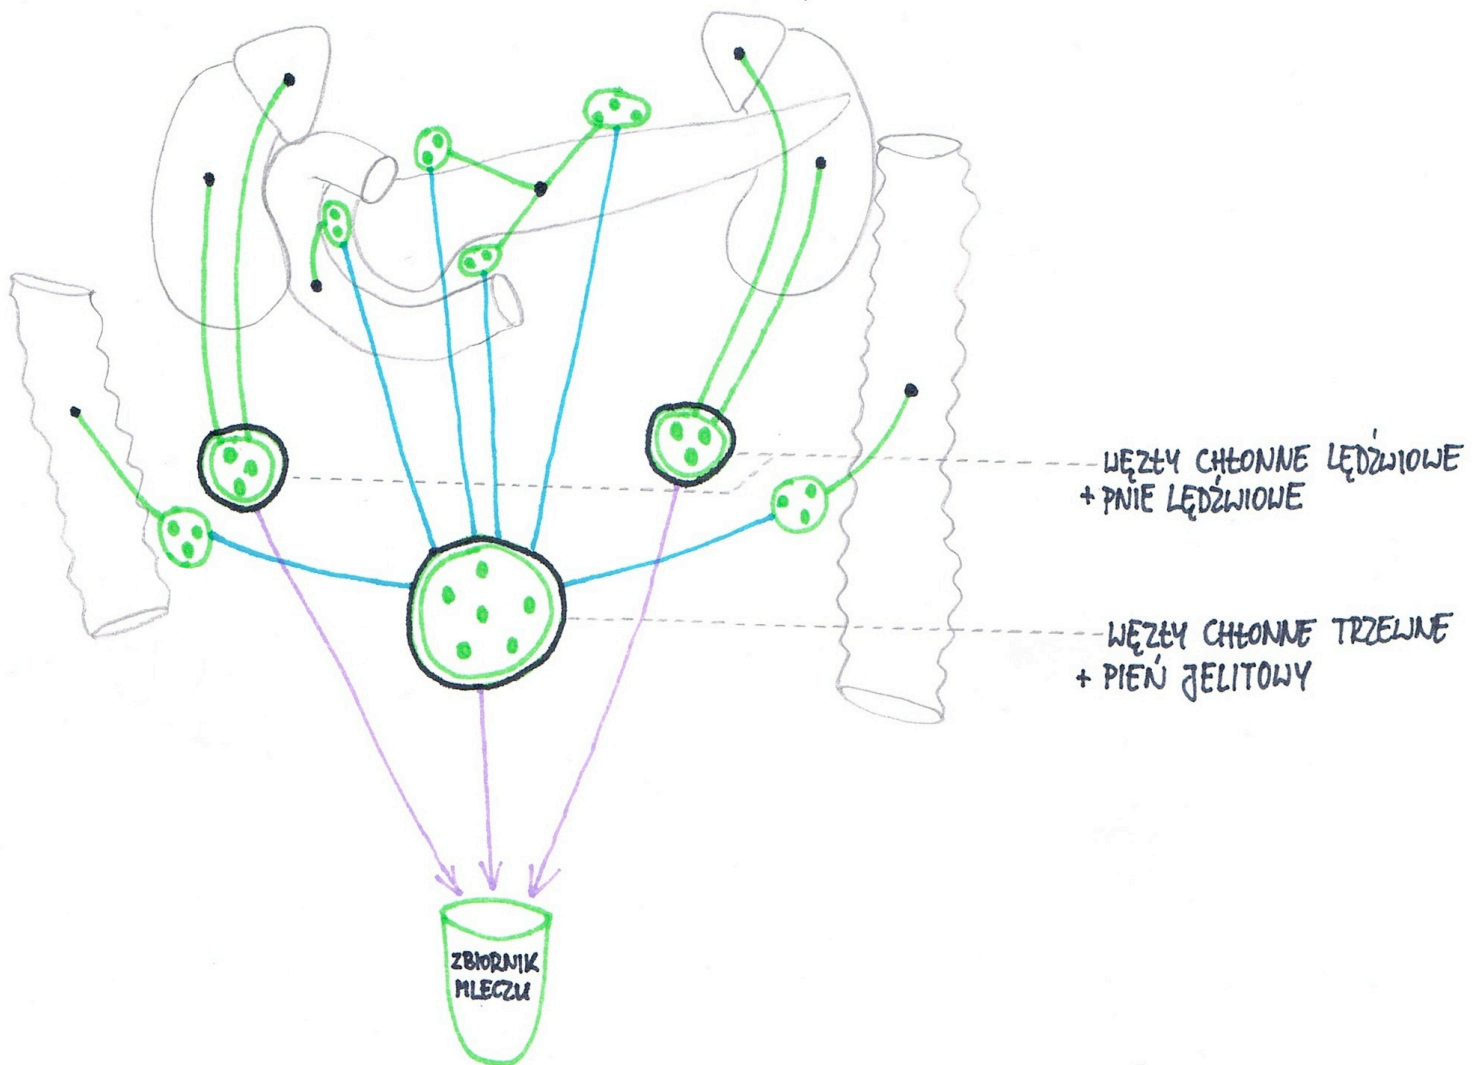 WĘZŁY CHŁONNE LĘDŹWIOWE
+ PNIE LĘDŹWIOWE
WĘZŁY CHŁONNE TRZEWNE
+ PIEŃ JELITOWY
ZBIORNIK
MLECZU